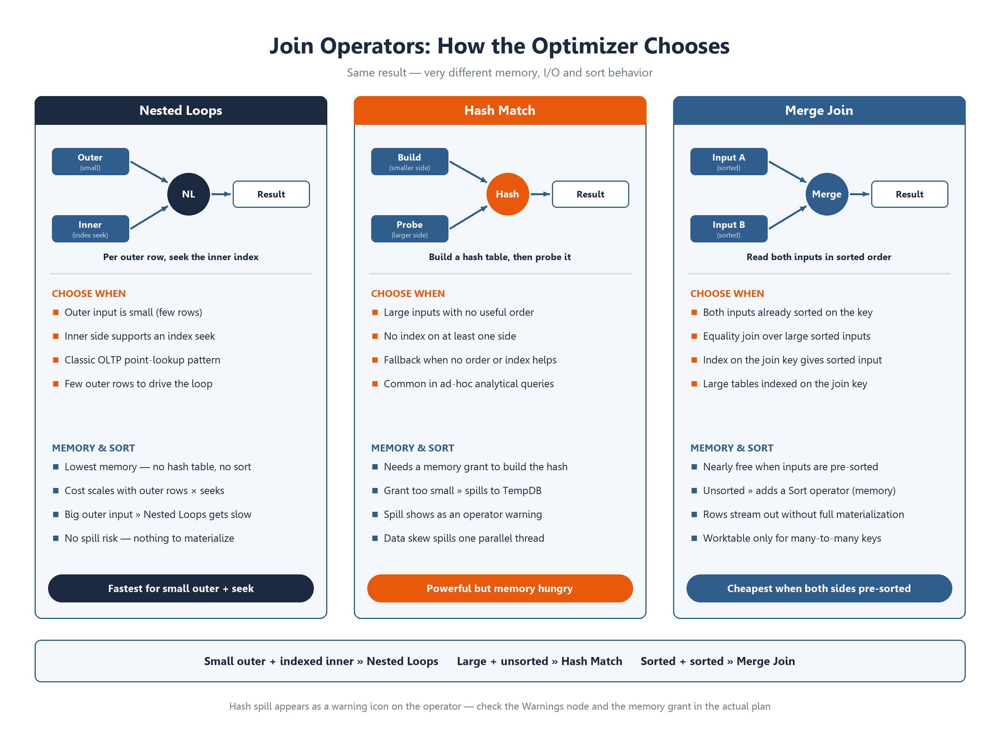 Join Operators: How the Optimizer Chooses
Same result — very different memory, I/O and sort behavior
Nested Loops
Outer
(small)
NL
Result
Inner
(index seek)
Per outer row, seek the inner index
CHOOSE WHEN
Outer input is small (few rows)
Inner side supports an index seek
Classic OLTP point-lookup pattern
Few outer rows to drive the loop
MEMORY & SORT
Lowest memory — no hash table, no sort
Cost scales with outer rows × seeks
Big outer input » Nested Loops gets slow
No spill risk — nothing to materialize
Fastest for small outer + seek
Hash Match
Build
(smaller side)
Hash
Result
Probe
(larger side)
Build a hash table, then probe it
CHOOSE WHEN
Large inputs with no useful order
No index on at least one side
Fallback when no order or index helps
Common in ad-hoc analytical queries
MEMORY & SORT
Needs a memory grant to build the hash
Grant too small » spills to TempDB
Spill shows as an operator warning
Data skew spills one parallel thread
Powerful but memory hungry
Merge Join
Input A
(sorted)
Merge
Result
Input B
(sorted)
Read both inputs in sorted order
CHOOSE WHEN
Both inputs already sorted on the key
Equality join over large sorted inputs
Index on the join key gives sorted input
Large tables indexed on the join key
MEMORY & SORT
Nearly free when inputs are pre-sorted
Unsorted » adds a Sort operator (memory)
Rows stream out without full materialization
Worktable only for many-to-many keys
Cheapest when both sides pre-sorted
Small outer + indexed inner » Nested Loops Large + unsorted » Hash Match Sorted + sorted » Merge Join
Hash spill appears as a warning icon on the operator — check the Warnings node and the memory grant in the actual plan